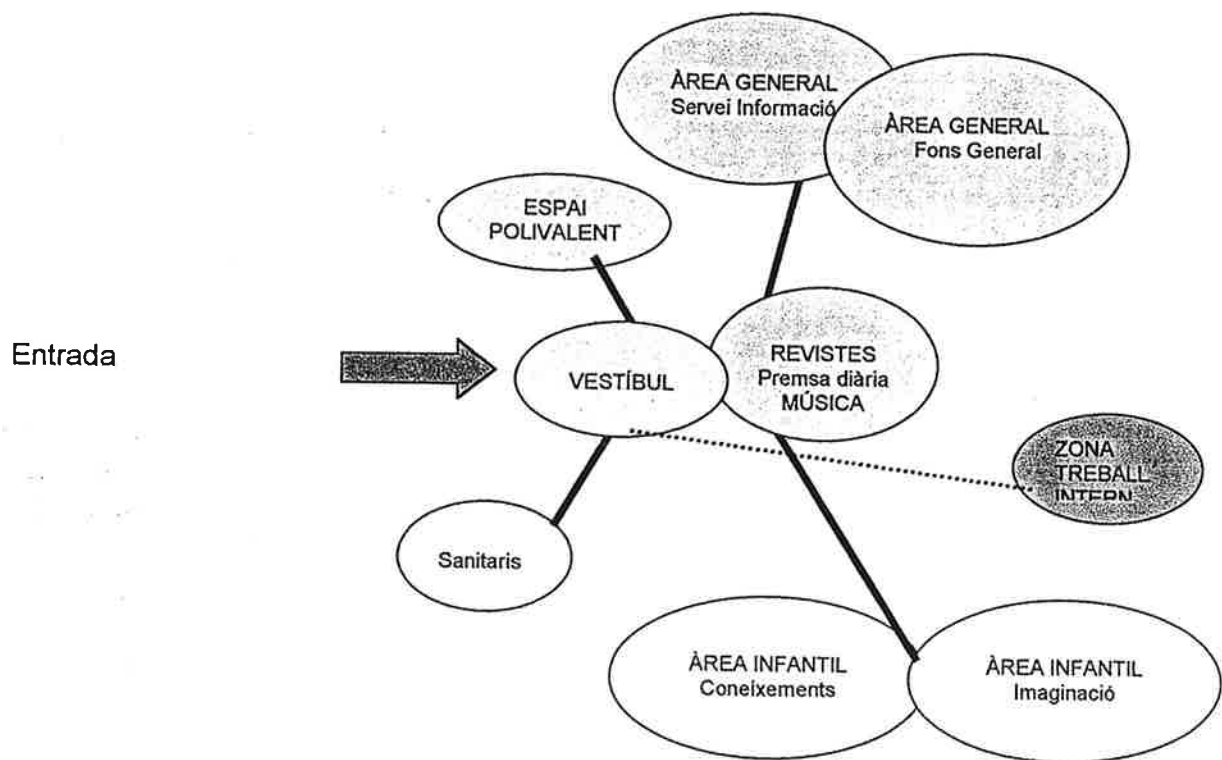 ÀREA GENERAL
Servei Informació
ÀREA GENERAL
Fons General
ESPAI
POLIVALENT
Entrada
VESTÍBUL
REVISTES
Premsa diària
MÚSICA
ZONA
TREBALL
INTERN
Sanitaris
ÀREA INFANTIL
Coneixements
ÀREA INFANTIL
Imaginació